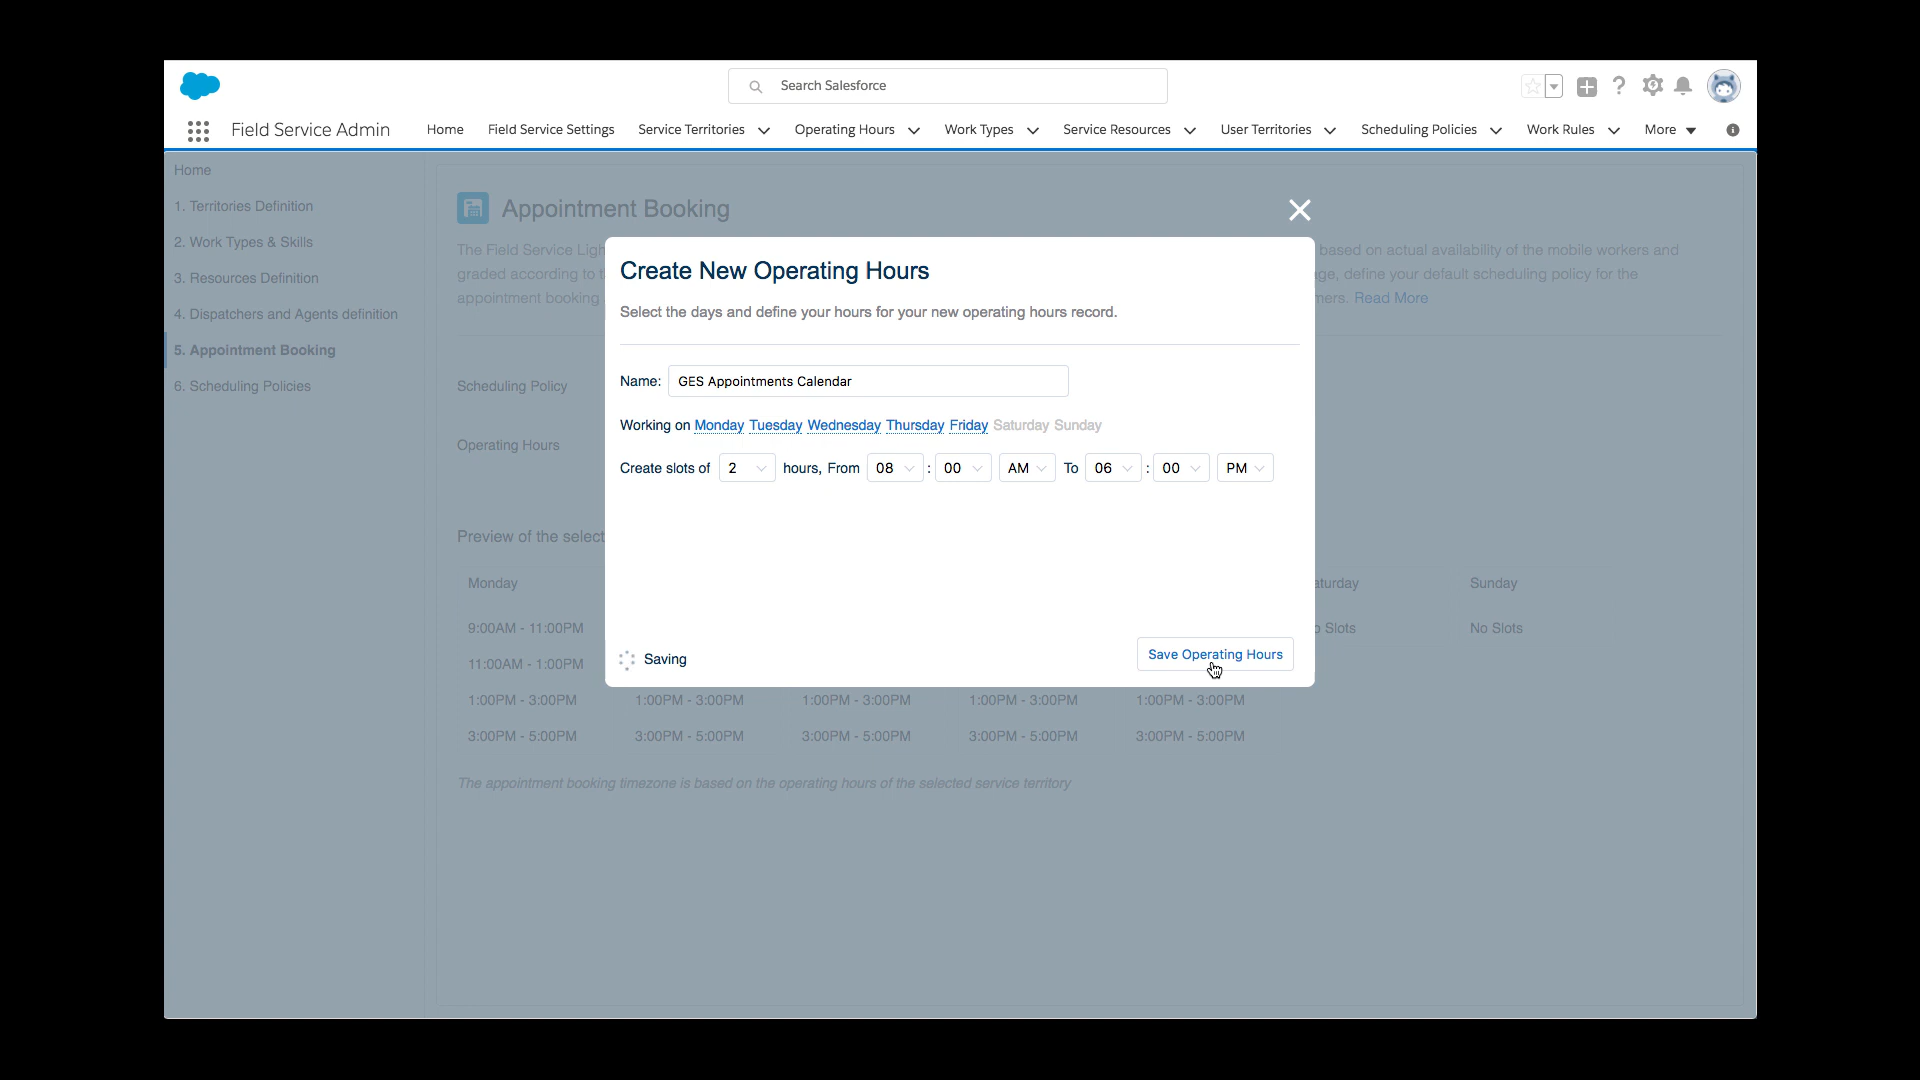 Search Salesforce
Field Service Admin
Home Field Service Settings Service Territories Operating Hours Work Types Service Resources User Territories Scheduling Policies Work Rules More
Home
1. Territories Definition
2. Work Types & Skills
3. Resources Definition
4. Dispatchers and Agents definition
5. Appointment Booking
6. Scheduling Policies
Appointment Booking
The Field Service based on actual availability of the mobile workers and
graded according to define your default scheduling policy for the
appointment booking Read More
Scheduling Policy
Operating Hours
Create New Operating Hours
Select the days and define your hours for your new operating hours record.
Name: GES Appointments Calendar
Working on Monday Tuesday Wednesday Thursday Friday Saturday Sunday
Create slots of 2 hours, From 08 : 00 AM To 06 : 00 PM
Saving
Save Operating Hours
Preview of the
Monday Sunday
9:00AM - 11:00PM Slots No Slots
11:00AM - 1:00PM
1:00PM - 3:00PM 1:00PM - 3:00PM 1:00PM - 3:00PM 1:00PM - 3:00PM 1:00PM - 3:00PM
3:00PM - 5:00PM 3:00PM - 5:00PM 3:00PM - 5:00PM 3:00PM - 5:00PM 3:00PM - 5:00PM
The appointment booking timezone is based on the operating hours of the selected service territory